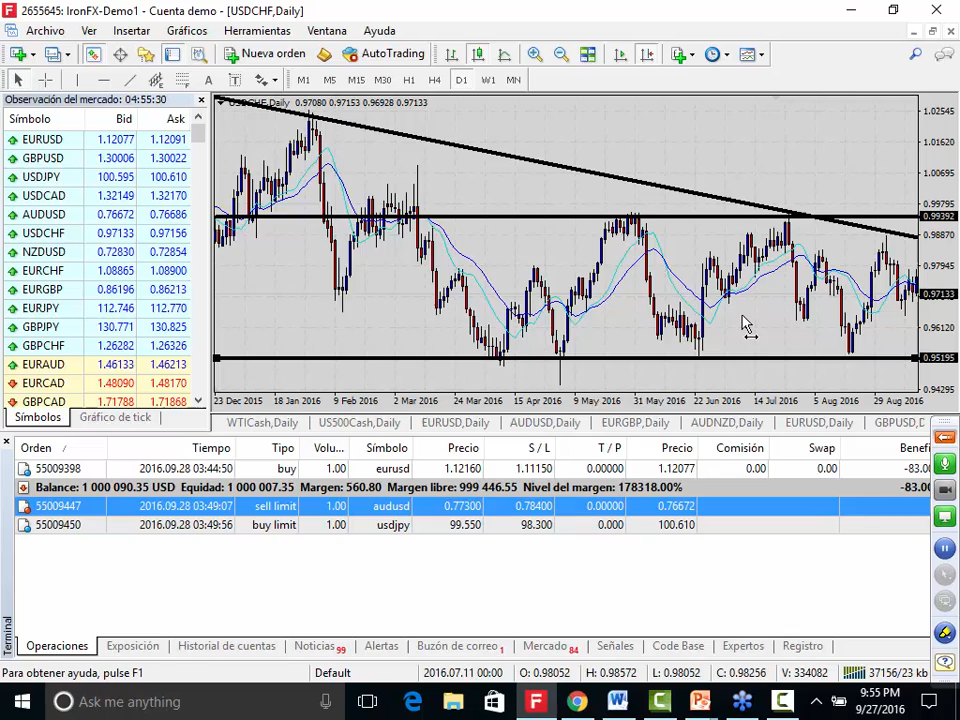 2655645: IronFX-Demo1 - Cuenta demo - [USDCHF,Daily]
Archivo Ver Insertar Gráficos Herramientas Ventana Ayuda
Nueva orden AutoTrading
A T M1 M5 M15 M30 H1 H4 D1 W1 MN
Observación del mercado: 04:55:30
Símbolo Bid Ask
EURUSD 1.12077 1.12091
GBPUSD 1.30006 1.30022
USDJPY 100.595 100.610
USDCAD 1.32149 1.32170
AUDUSD 0.76672 0.76686
USDCHF 0.97133 0.97156
NZDUSD 0.72830 0.72854
EURCHF 1.08865 1.08900
EURGBP 0.86196 0.86213
EURJPY 112.746 112.770
GBPJPY 130.771 130.825
GBPCHF 1.26282 1.26326
EURAUD 1.46133 1.46213
EURCAD 1.48090 1.48170
GBPCAD 1.71788 1.71868
Símbolos Gráfico de tick
USDCHF,Daily 0.97080 0.97153 0.96928 0.97133
1.02545
1.01620
1.00695
0.99795
0.99392
0.98870
0.97945
0.97133
0.96120
0.95195
0.94295
23 Dec 2015 18 Jan 2016 9 Feb 2016 2 Mar 2016 24 Mar 2016 15 Apr 2016 9 May 2016 31 May 2016 22 Jun 2016 14 Jul 2016 5 Aug 2016 29 Aug 2016
WTICash,Daily US500Cash,Daily EURUSD,Daily AUDUSD,Daily EURGBP,Daily AUDNZD,Daily EURUSD,Daily GBPUSD,D
Orden / Tiempo Tipo Volu... Símbolo Precio S / L T / P Precio Comisión Swap Benefi
55009398 2016.09.28 03:44:50 buy 1.00 eurusd 1.12160 1.11150 0.00000 1.12077 0.00 0.00 -83.0
Balance: 1 000 090.35 USD Equidad: 1 000 007.35 Margen: 560.80 Margen libre: 999 446.55 Nivel del margen: 178318.00% -83.0
55009447 2016.09.28 03:49:07 sell limit 1.00 audusd 0.77300 0.78400 0.00000 0.76672
55009450 2016.09.28 03:49:56 buy limit 1.00 usdjpy 99.550 98.300 0.000 100.610
Terminal
Operaciones Exposición Historial de cuentas Noticias 99 Alertas Buzón de correo 1 Mercado 84 Señales Code Base Expertos Registro
Para obtener ayuda, pulse F1 Default 2016.07.11 00:00 O: 0.98052 H: 0.98572 L: 0.98052 C: 0.98256 V: 334082 37156/23 kb
Ask me anything
9:55 PM
9/27/2016